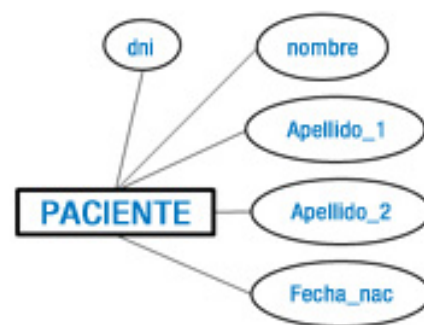 dni
nombre
Apellido_1
PACIENTE
Apellido_2
Fecha_nac